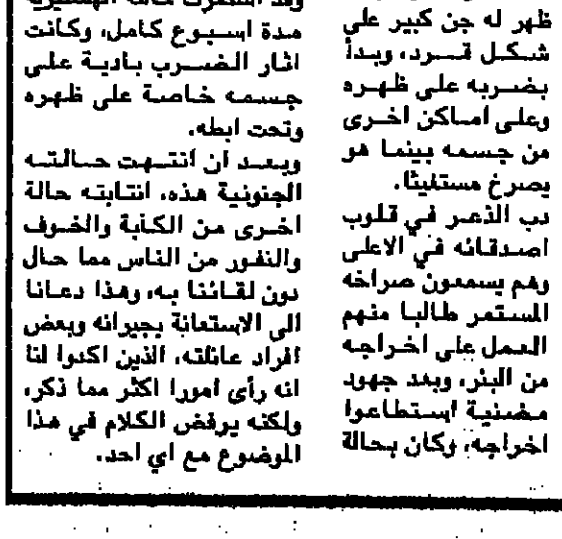 ظهر له جن كبير على
شكل قرد، وبدأ
بضربه على ظهره
وعلى اماكن اخرى
من جسمه بينما هو
يصرخ مستغيثا.
دب الذعر في قلوب
اصدقائه في الاعلى
وهم يسمعون صراخه
المستمر طالبا منهم
العمل على اخراجه
من البئر، وبعد جهود
مضنية استطاعوا
اخراجه، وكان بحالة
مدة اسبوع كامل، وكانت
اثار الضرب بادية على
جسمه خاصة على ظهره
وتحت ابطه.
وبعد ان انتهت حالته
الجنونية هذه، انتابته حالة
اخرى من الكآبة والخوف
والنفور من الناس مما حال
دون لقائنا به، وهذا دعانا
الى الاستعانة بجيرانه وبعض
افراد عائلته، الذين اكدوا لنا
انه رأى امورا اكثر مما ذكر،
ولكنه يرفض الكلام في هذا
الموضوع مع اي احد.